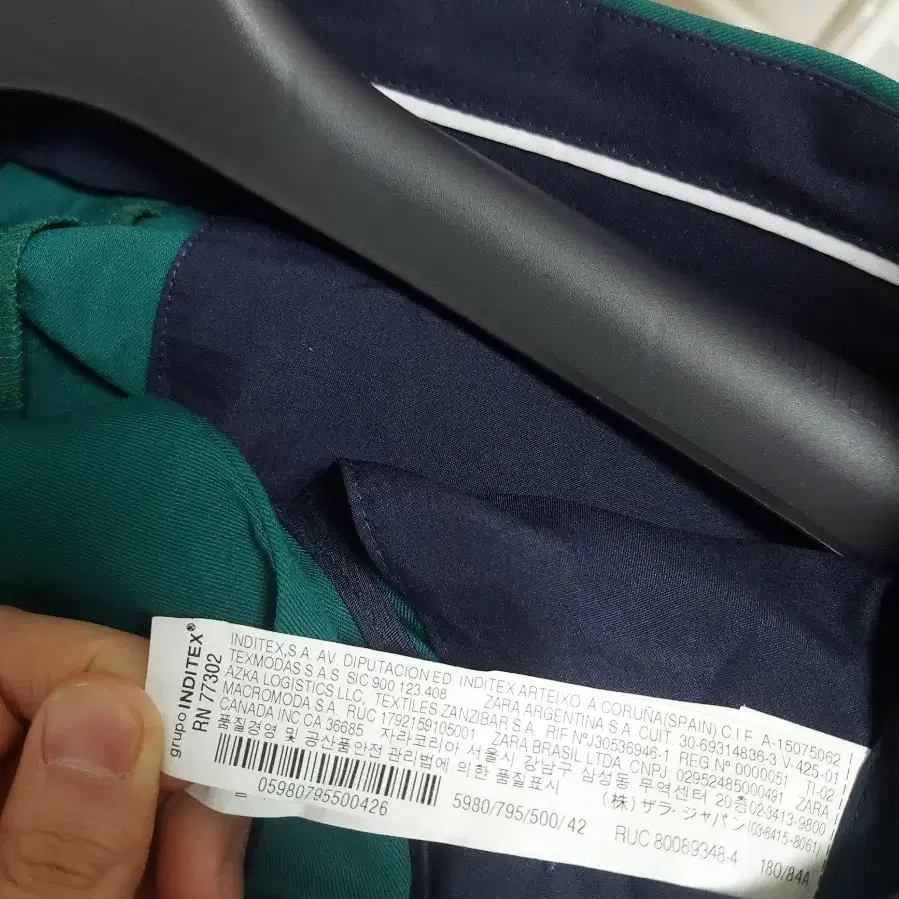 grupo INDITEX®
RN 77302
INDITEX,S.A. AV. DIPUTACION ED. INDITEX ARTEIXO A CORUÑA(SPAIN) C.I.F A-15075062
TEXMODAS S A S SIC 900 123 408 ZARA ARGENTINA S.A. CUIT 30-69314836-3 V-425-01
AZKA LOGISTICS LLC, TEXTILES ZANZIBAR S.A. RIF Nº J30536946-1 REG Nº 0000051 TI-02
MACROMODA S.A. RUC 1792159105001 ZARA BRASIL LTDA, CNPJ. 02952485000491 ZARA
CANADA INC CA 36685 자라코리아 서울시 강남구 삼성동 무역센터 20층02-3413-9800
품질경영 및 공산품안전 관리법에 의한 품질표시 (株) ザラ・ジャパン(03-6415-8061)
05980795500426
5980/795/500/42
RUC 80089348-4
180/84A